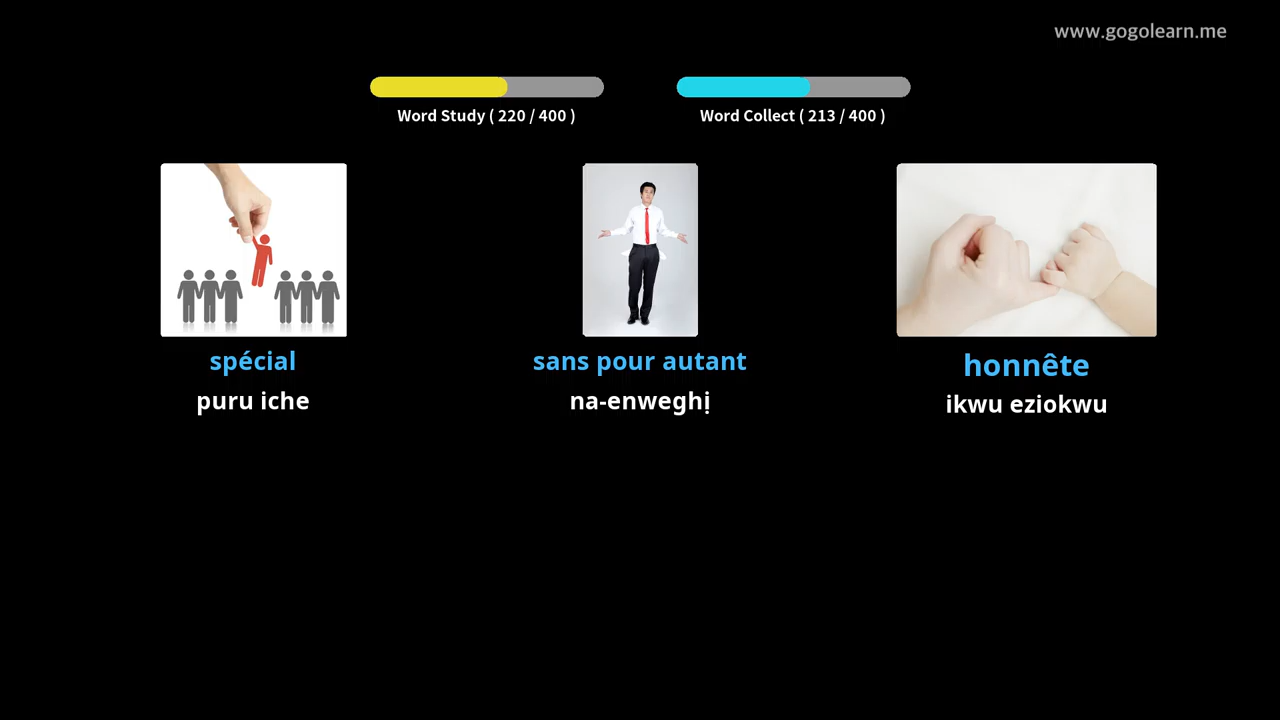 www.gogolearn.me
Word Study ( 220 / 400 )
Word Collect ( 213 / 400 )
spécial
sans pour autant
honnête
puru iche
na-enweghị
ikwu eziokwu